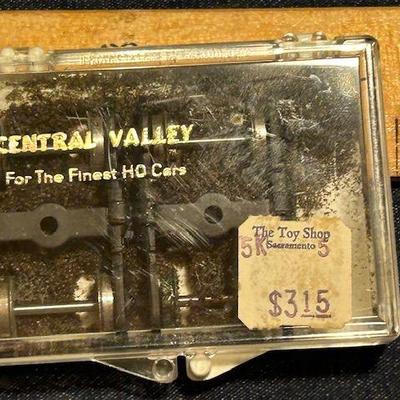 CENTRAL VALLEY
For The Finest HO Cars
The Toy Shop
Sacramento
5K 5
$3.15